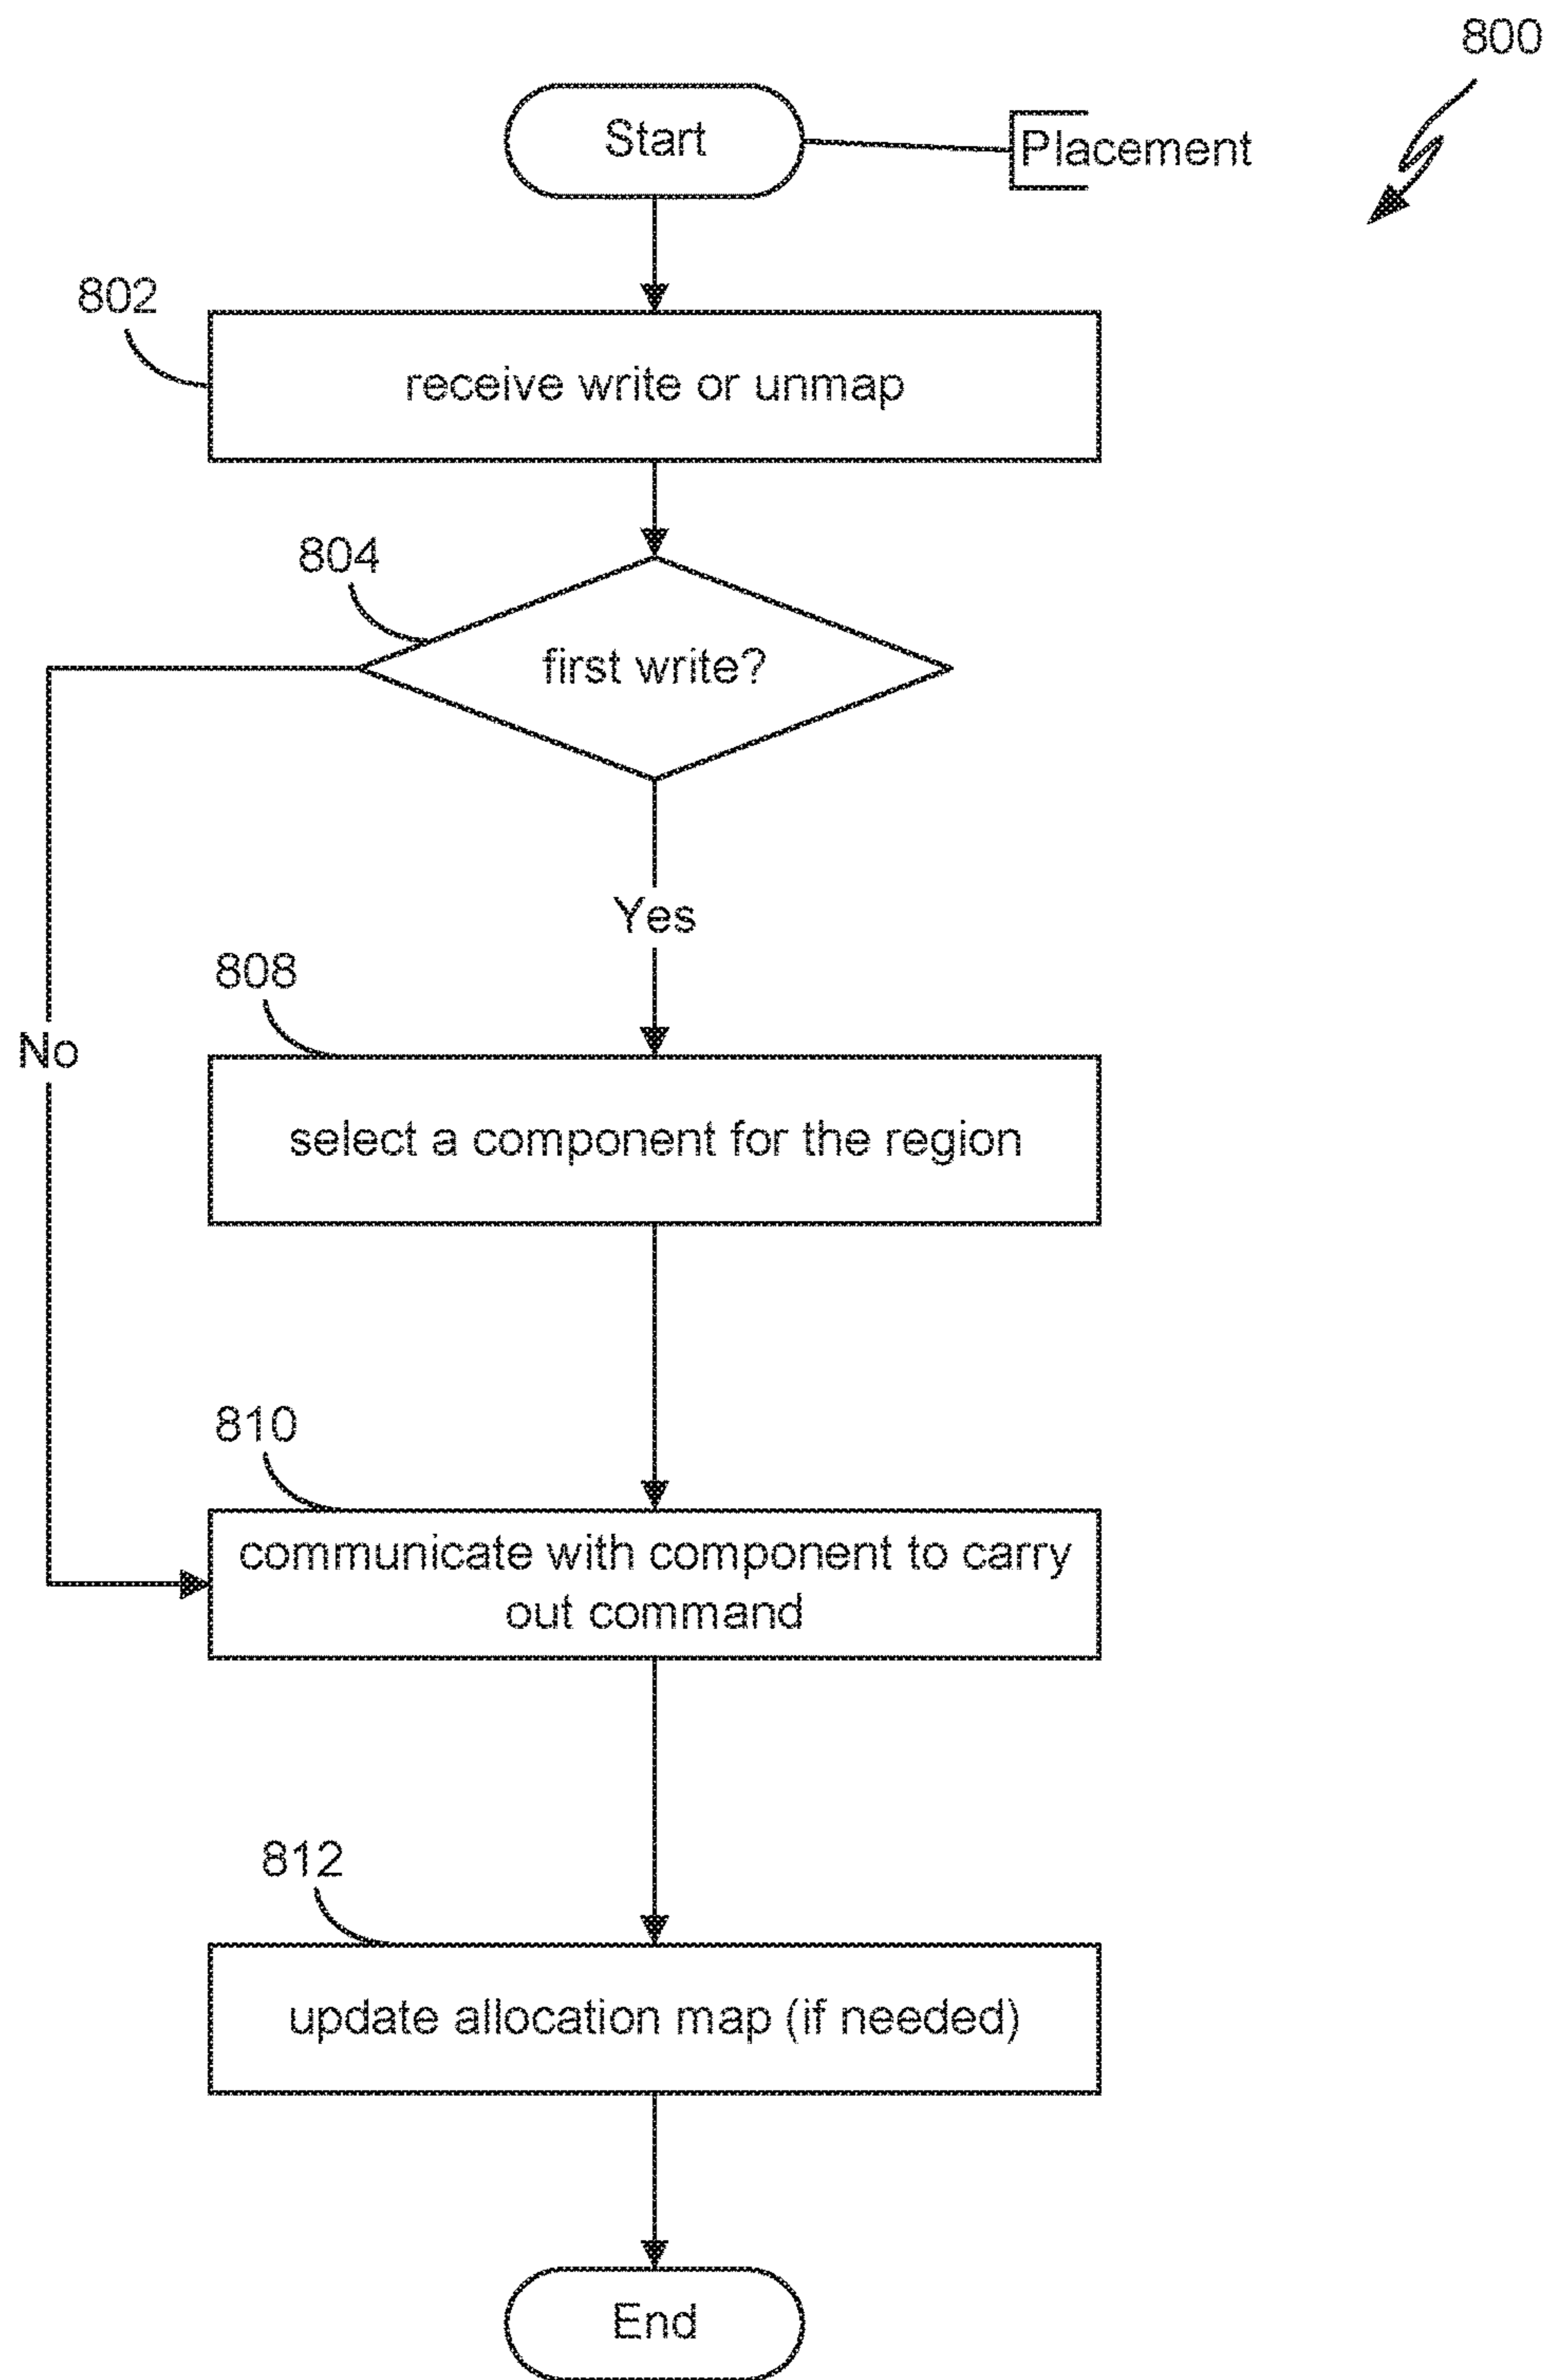 800
Start
Placement
802
receive write or unmap
804
first write?
Yes
808
No
select a component for the region
810
communicate with component to carry
out command
812
update allocation map (if needed)
End